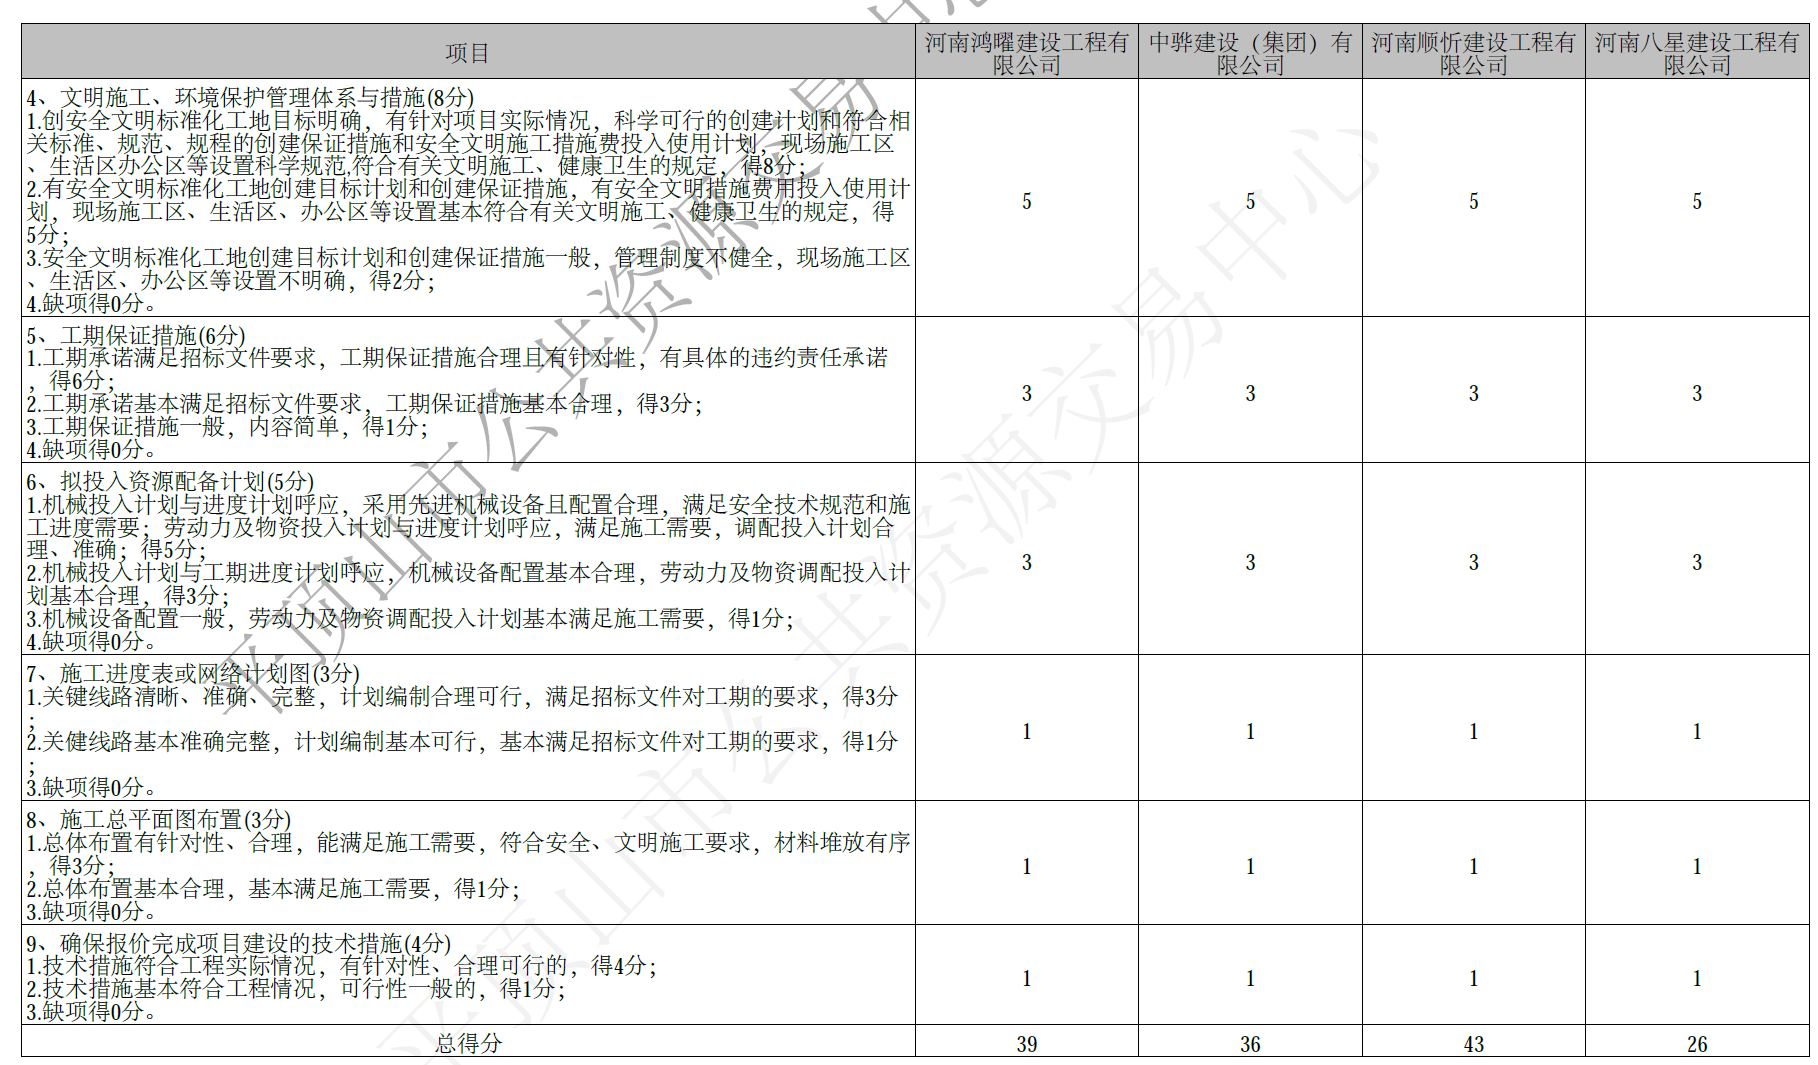 项目
河南鸿曜建设工程有
限公司
中骅建设（集团）有
限公司
河南顺忻建设工程有
限公司
河南八星建设工程有
限公司
4、文明施工、环境保护管理体系与措施(8分)
1.创安全文明标准化工地目标明确，有针对项目实际情况，科学可行的创建计划和符合相
关标准、规范、规程的创建保证措施和安全文明施工措施费投入使用计划，现场施工区
、生活区办公区等设置科学规范,符合有关文明施工、健康卫生的规定，得8分；
2.有安全文明标准化工地创建目标计划和创建保证措施，有安全文明措施费用投入使用计
划，现场施工区、生活区、办公区等设置基本符合有关文明施工、健康卫生的规定，得
5分；
3.安全文明标准化工地创建目标计划和创建保证措施一般，管理制度不健全，现场施工区
、生活区、办公区等设置不明确，得2分；
4.缺项得0分。
5
5
5
5
5、工期保证措施(6分)
1.工期承诺满足招标文件要求，工期保证措施合理且有针对性，有具体的违约责任承诺
，得6分；
2.工期承诺基本满足招标文件要求，工期保证措施基本合理，得3分；
3.工期保证措施一般，内容简单，得1分；
4.缺项得0分。
3
3
3
3
6、拟投入资源配备计划(5分)
1.机械投入计划与进度计划呼应，采用先进机械设备且配置合理，满足安全技术规范和施
工进度需要；劳动力及物资投入计划与进度计划呼应，满足施工需要，调配投入计划合
理、准确；得5分；
2.机械投入计划与工期进度计划呼应，机械设备配置基本合理，劳动力及物资调配投入计
划基本合理，得3分；
3.机械设备配置一般，劳动力及物资调配投入计划基本满足施工需要，得1分；
4.缺项得0分。
3
3
3
3
7、施工进度表或网络计划图(3分)
1.关键线路清晰、准确、完整，计划编制合理可行，满足招标文件对工期的要求，得3分
；
2.关健线路基本准确完整，计划编制基本可行，基本满足招标文件对工期的要求，得1分
；
3.缺项得0分。
1
1
1
1
8、施工总平面图布置(3分)
1.总体布置有针对性、合理，能满足施工需要，符合安全、文明施工要求，材料堆放有序
，得3分；
2.总体布置基本合理，基本满足施工需要，得1分；
3.缺项得0分。
1
1
1
1
9、确保报价完成项目建设的技术措施(4分)
1.技术措施符合工程实际情况，有针对性、合理可行的，得4分；
2.技术措施基本符合工程情况，可行性一般的，得1分；
3.缺项得0分。
1
1
1
1
总得分
39
36
43
26
平顶山市公共资源交易中心
平顶山市公共资源交易中心